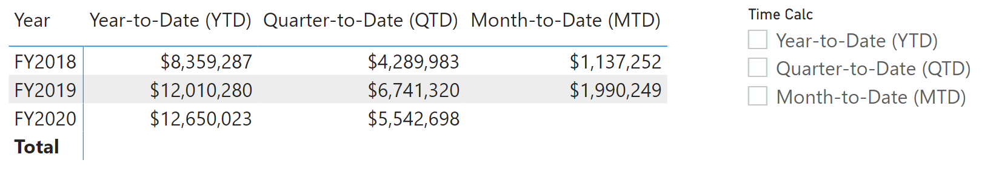 Year Year-to-Date (YTD) Quarter-to-Date (QTD) Month-to-Date (MTD)
FY2018 $8,359,287 $4,289,983 $1,137,252
FY2019 $12,010,280 $6,741,320 $1,990,249
FY2020 $12,650,023 $5,542,698
Total
Time Calc
Year-to-Date (YTD)
Quarter-to-Date (QTD)
Month-to-Date (MTD)